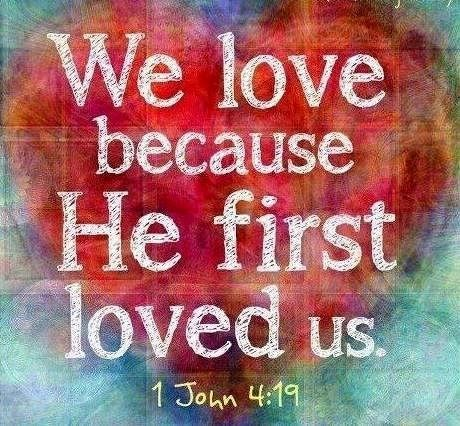 We love
because
He first
loved us.
1 John 4:19